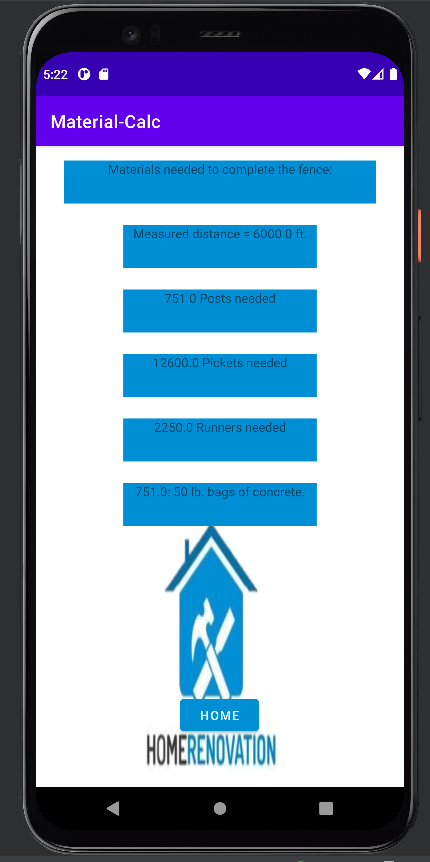 5:22
Material-Calc
Materials needed to complete the fence:
Measured distance = 6000.0 ft.
751.0 Posts needed
12600.0 Pickets needed
2250.0 Runners needed
751.0: 50 lb. bags of concrete.
HOME
HOMERENOVATION